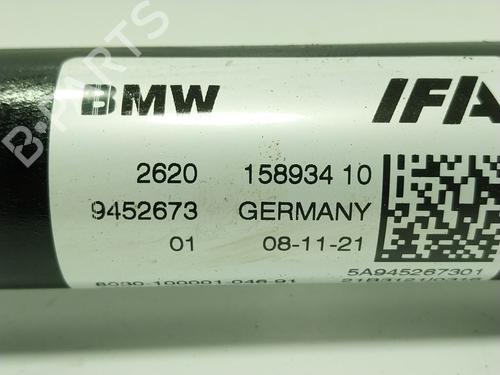 B-PARTS
BMW IFA
2620 158934 10
9452673 GERMANY
01 08-11-21
5A945267301